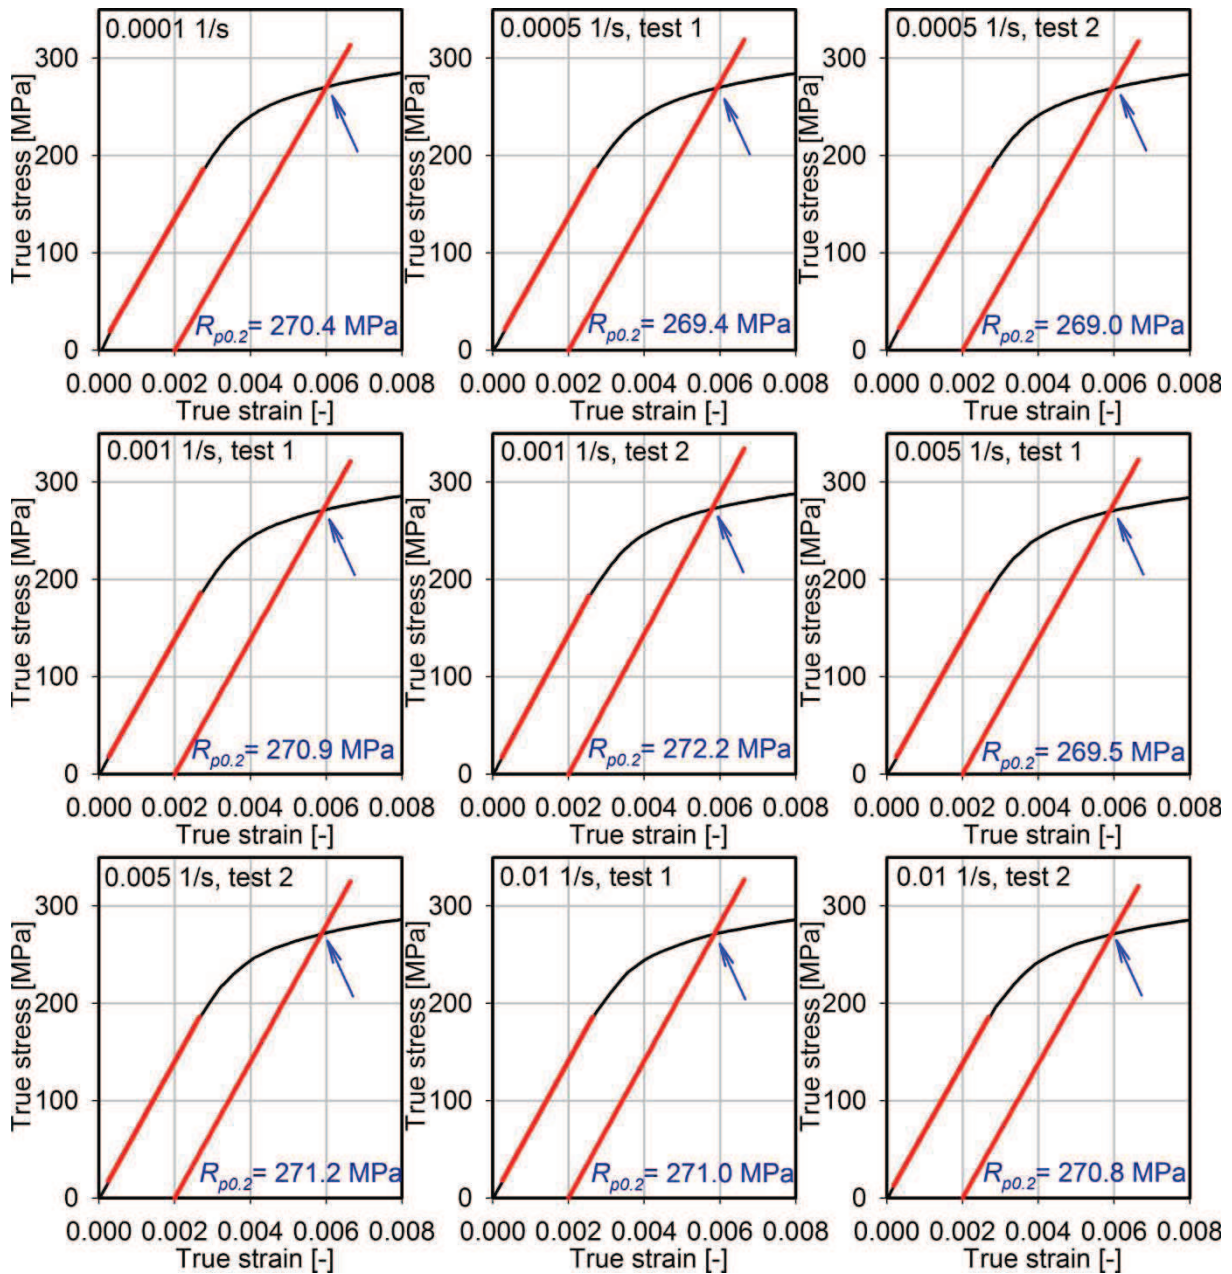 0.0001 1/s
True stress [MPa]
300
200
100
0
Rp0.2= 270.4 MPa
0.000 0.002 0.004 0.006 0.008
True strain [-]
0.0005 1/s, test 1
True stress [MPa]
300
200
100
0
Rp0.2= 269.4 MPa
0.000 0.002 0.004 0.006 0.008
True strain [-]
0.0005 1/s, test 2
True stress [MPa]
300
200
100
0
Rp0.2= 269.0 MPa
0.000 0.002 0.004 0.006 0.008
True strain [-]
0.001 1/s, test 1
True stress [MPa]
300
200
100
0
Rp0.2= 270.9 MPa
0.000 0.002 0.004 0.006 0.008
True strain [-]
0.001 1/s, test 2
True stress [MPa]
300
200
100
0
Rp0.2= 272.2 MPa
0.000 0.002 0.004 0.006 0.008
True strain [-]
0.005 1/s, test 1
True stress [MPa]
300
200
100
0
Rp0.2= 269.5 MPa
0.000 0.002 0.004 0.006 0.008
True strain [-]
0.005 1/s, test 2
True stress [MPa]
300
200
100
0
Rp0.2= 271.2 MPa
0.000 0.002 0.004 0.006 0.008
True strain [-]
0.01 1/s, test 1
True stress [MPa]
300
200
100
0
Rp0.2= 271.0 MPa
0.000 0.002 0.004 0.006 0.008
True strain [-]
0.01 1/s, test 2
True stress [MPa]
300
200
100
0
Rp0.2= 270.8 MPa
0.000 0.002 0.004 0.006 0.008
True strain [-]